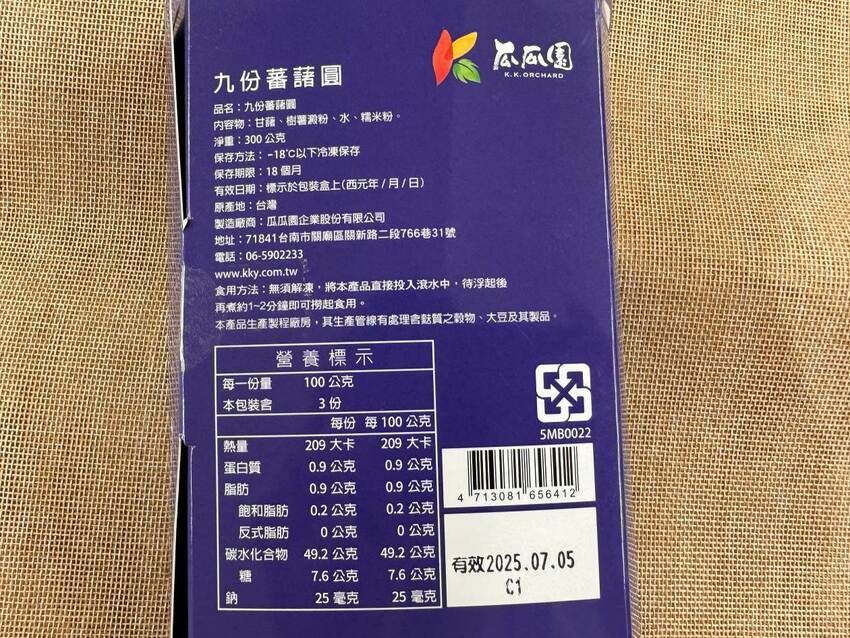 瓜瓜園
K.K. ORCHARD
九份蕃藷圓
品名：九份蕃藷圓
內容物：甘藷、樹薯澱粉、水、糯米粉。
淨重：300 公克
保存方法：-18℃以下冷凍保存
保存期限：18 個月
有效日期：標示於包裝盒上(西元年/月/日)
原產地：台灣
製造廠商：瓜瓜園企業股份有限公司
地址：71841台南市關廟區關新路二段766巷31號
電話：06-5902233
www.kky.com.tw
食用方法：無須解凍，將本產品直接投入滾水中，待浮起後
再煮約1~2分鐘即可撈起食用。
本產品生產製程廠房，其生產管線有處理含麩質之穀物、大豆及其製品。
營養標示
每一份量 100 公克
本包裝含 3 份
每份 每 100 公克
熱量 209 大卡 209 大卡
蛋白質 0.9 公克 0.9 公克
脂肪 0.9 公克 0.9 公克
飽和脂肪 0.2 公克 0.2 公克
反式脂肪 0 公克 0 公克
碳水化合物 49.2 公克 49.2 公克
糖 7.6 公克 7.6 公克
鈉 25 毫克 25 毫克
5MB0022
4 713081 656412
有效2025.07.05
C1